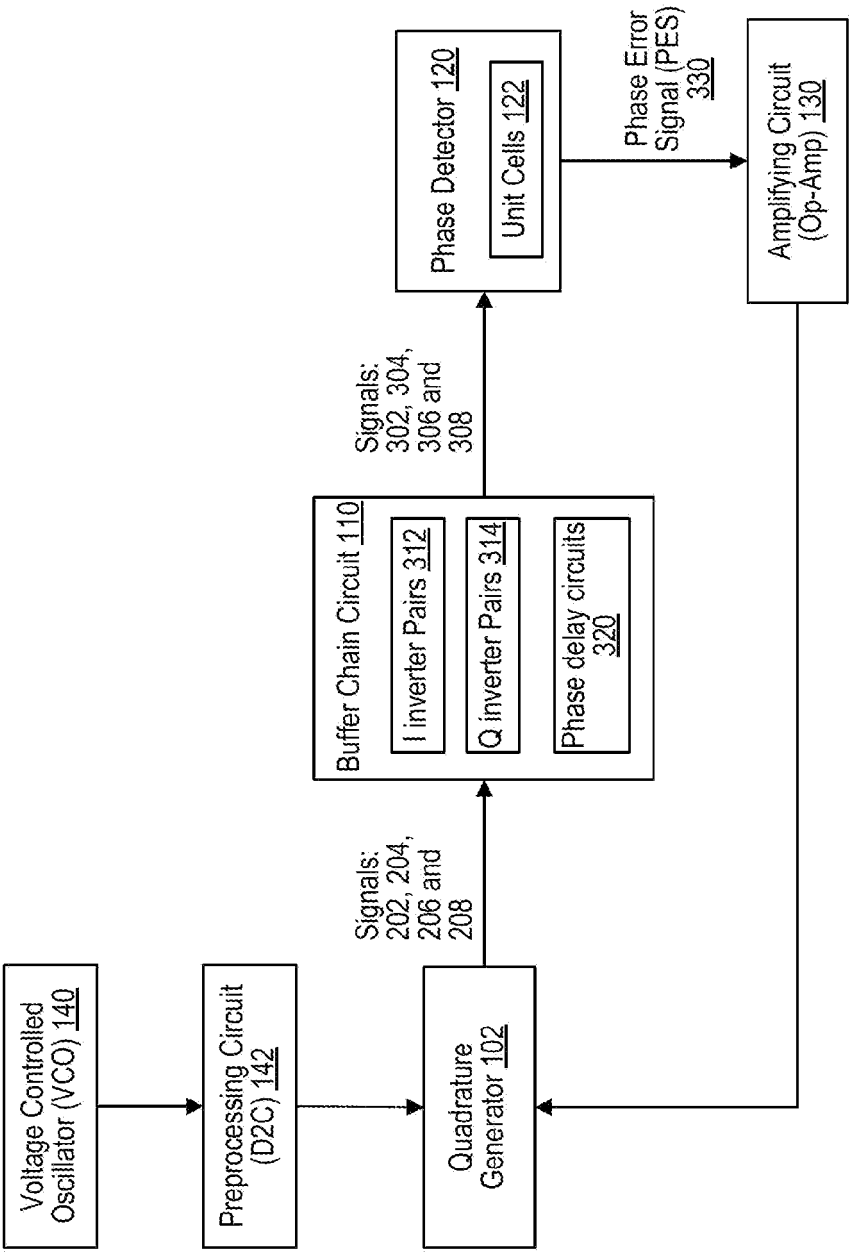 Voltage Controlled
Oscillator (VCO) 140
Preprocessing Circuit
(D2C) 142
Quadrature
Generator 102
Signals:
202, 204,
206 and
208
Buffer Chain Circuit 110
I inverter Pairs 312
Q inverter Pairs 314
Phase delay circuits
320
Signals:
302, 304,
306 and
308
Phase Detector 120
Unit Cells 122
Phase Error
Signal (PES)
330
Amplifying Circuit
(Op-Amp) 130